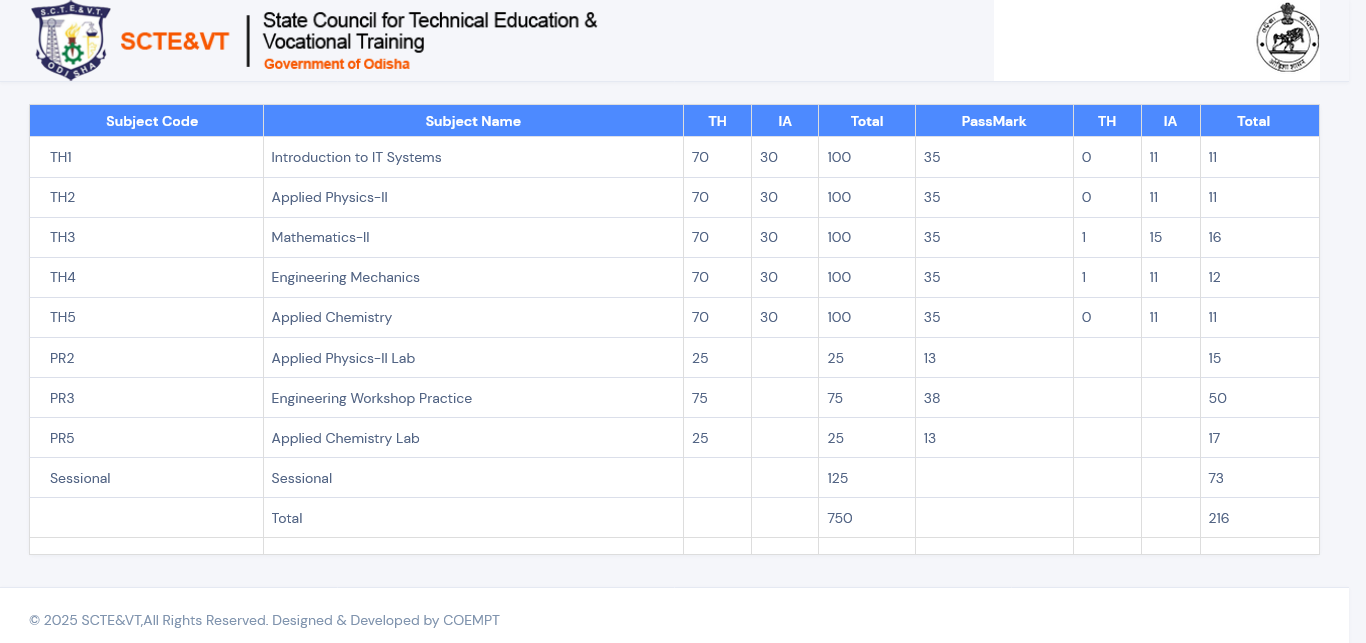 S.C.T.E.&V.T.
ODISHA
SCTE&VT
State Council for Technical Education &
Vocational Training
Government of Odisha
Subject Code Subject Name TH IA Total PassMark TH IA Total
TH1 Introduction to IT Systems 70 30 100 35 0 11 11
TH2 Applied Physics-II 70 30 100 35 0 11 11
TH3 Mathematics-II 70 30 100 35 1 15 16
TH4 Engineering Mechanics 70 30 100 35 1 11 12
TH5 Applied Chemistry 70 30 100 35 0 11 11
PR2 Applied Physics-II Lab 25 25 13 15
PR3 Engineering Workshop Practice 75 75 38 50
PR5 Applied Chemistry Lab 25 25 13 17
Sessional Sessional 125 73
Total 750 216
© 2025 SCTE&VT,All Rights Reserved. Designed & Developed by COEMPT